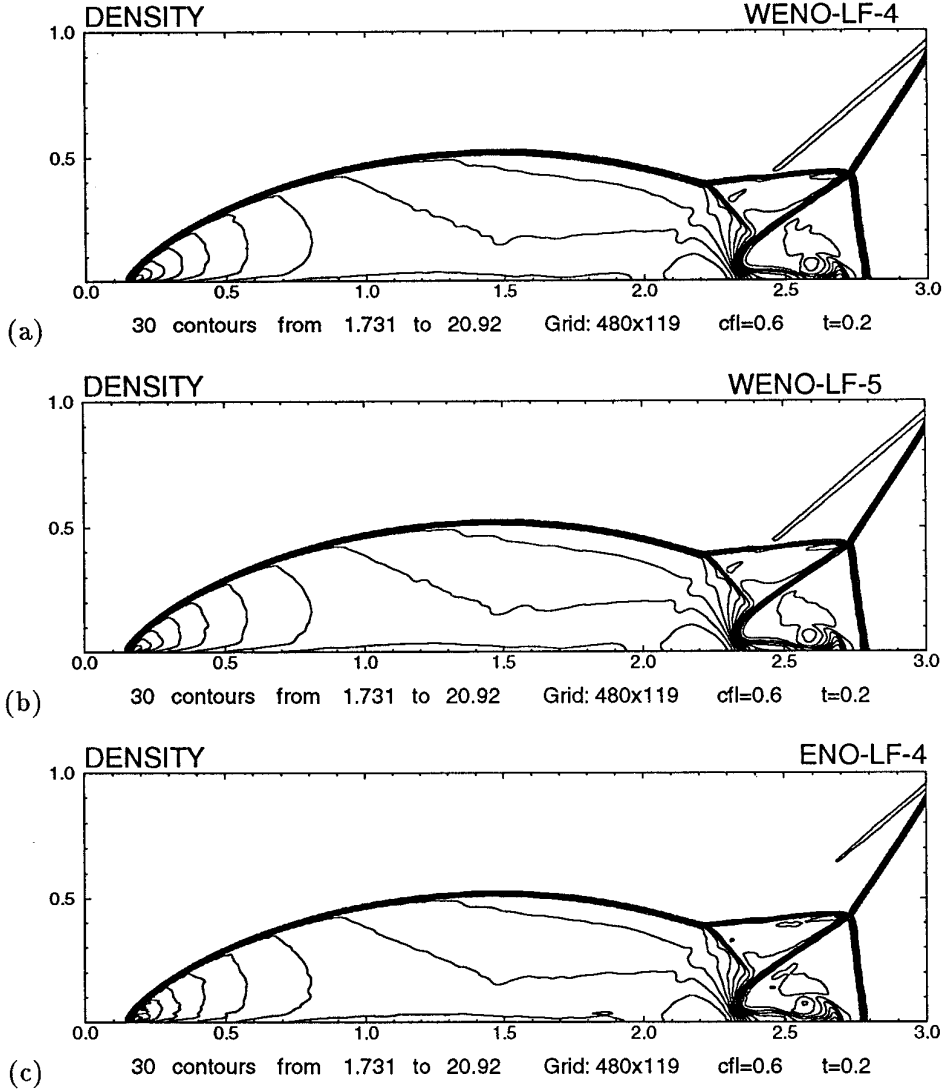 DENSITY WENO-LF-4
1.0
0.5
0.0 0.5 1.0 1.5 2.0 2.5 3.0
(a) 30 contours from 1.731 to 20.92 Grid: 480x119 cfl=0.6 t=0.2
DENSITY WENO-LF-5
1.0
0.5
0.0 0.5 1.0 1.5 2.0 2.5 3.0
(b) 30 contours from 1.731 to 20.92 Grid: 480x119 cfl=0.6 t=0.2
DENSITY ENO-LF-4
1.0
0.5
0.0 0.5 1.0 1.5 2.0 2.5 3.0
(c) 30 contours from 1.731 to 20.92 Grid: 480x119 cfl=0.6 t=0.2